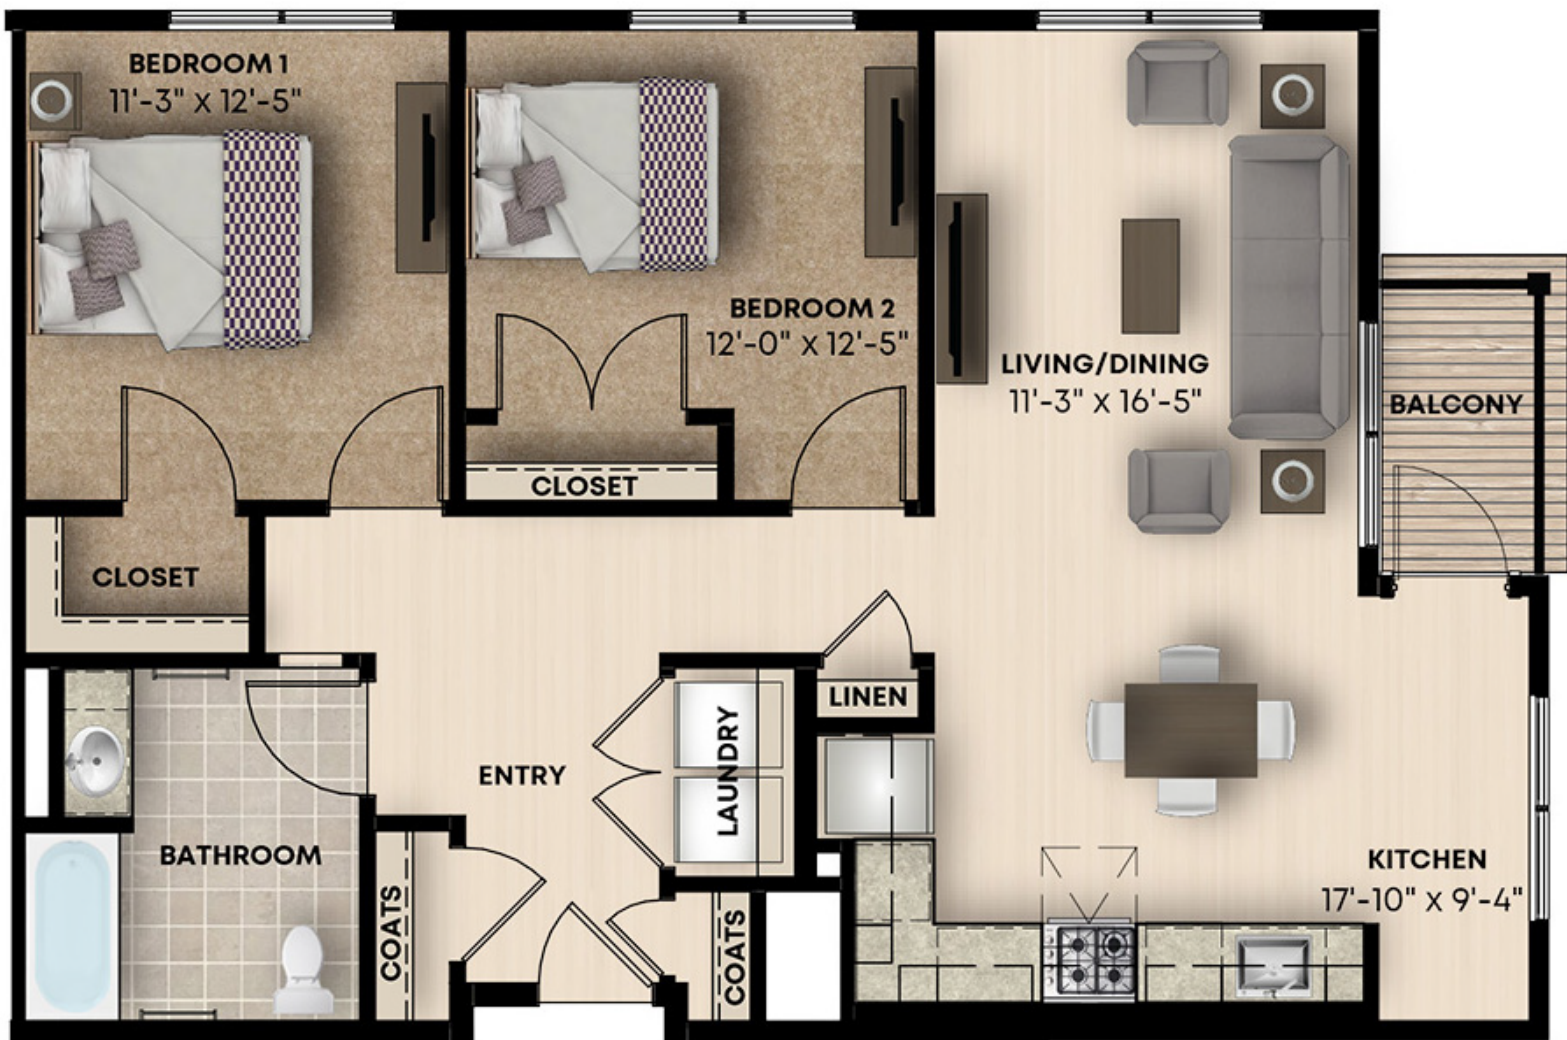 BEDROOM 1
11'-3" X 12'-5"
BEDROOM 2
12'-0" X 12'-5"
LIVING/DINING
11'-3" X 16'-5"
BALCONY
CLOSET
CLOSET
LINEN
LAUNDRY
ENTRY
BATHROOM
COATS
COATS
KITCHEN
17'-10" X 9'-4"